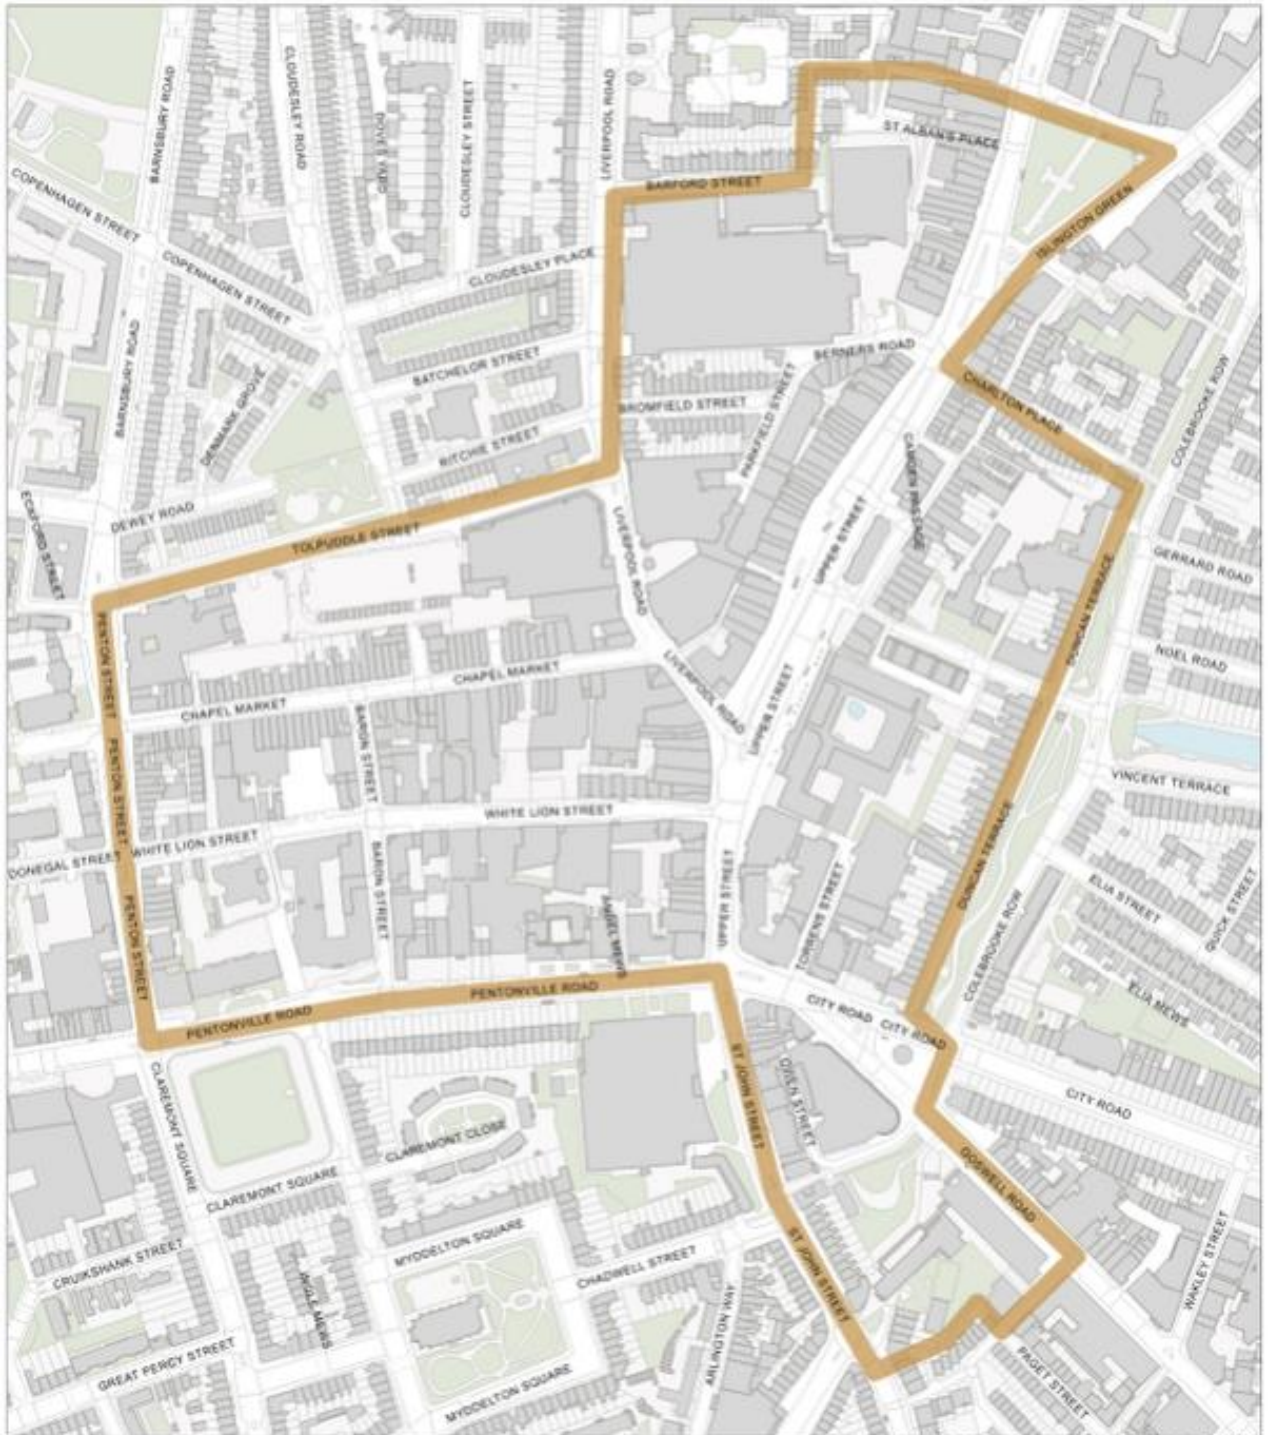 BARNSBURY ROAD
CLOUDESLEY ROAD
CLOUDESLEY STREET
LIVERPOOL ROAD
ST ALBAN'S PLACE
BARFORD STREET
COPENHAGEN STREET
ISLINGTON GREEN
COPENHAGEN STREET
CLOUDESLEY PLACE
BARNSBURY ROAD
BATCHELOR STREET
BERNERS ROAD
CHARLTON PLACE
COLEBROOKE ROW
DENMARK GROVE
BROMFIELD STREET
PARKFIELD STREET
RITCHIE STREET
CAMDEN PASSAGE
ECKFORD STREET
DEWEY ROAD
TOLPUDDLE STREET
LIVERPOOL ROAD
UPPER STREET
GERRARD ROAD
DUNCAN TERRACE
PENTON STREET
CHAPEL MARKET
CHAPEL MARKET
LIVERPOOL ROAD
UPPER STREET
NOEL ROAD
BARON STREET
PENTON STREET
VINCENT TERRACE
WHITE LION STREET
WHITE LION STREET
DONEGAL STREET
BARON STREET
UPPER STREET
TORRENS STREET
DUNCAN TERRACE
ELIA STREET
QUICK STREET
PENTON STREET
ANGEL MEWS
COLEBROOKE ROW
ELIA MEWS
PENTONVILLE ROAD
PENTONVILLE ROAD
CITY ROAD
CITY ROAD
CITY ROAD
ST JOHN STREET
OWEN STREET
CLAREMONT SQUARE
CLAREMONT CLOSE
CLAREMONT SQUARE
GOSWELL ROAD
MYDDELTON SQUARE
CHADWELL STREET
ST JOHN STREET
CRUIKSHANK STREET
WAKLEY STREET
ARLINGTON WAY
GREAT PERCY STREET
MYDDELTON SQUARE
PAGET STREET